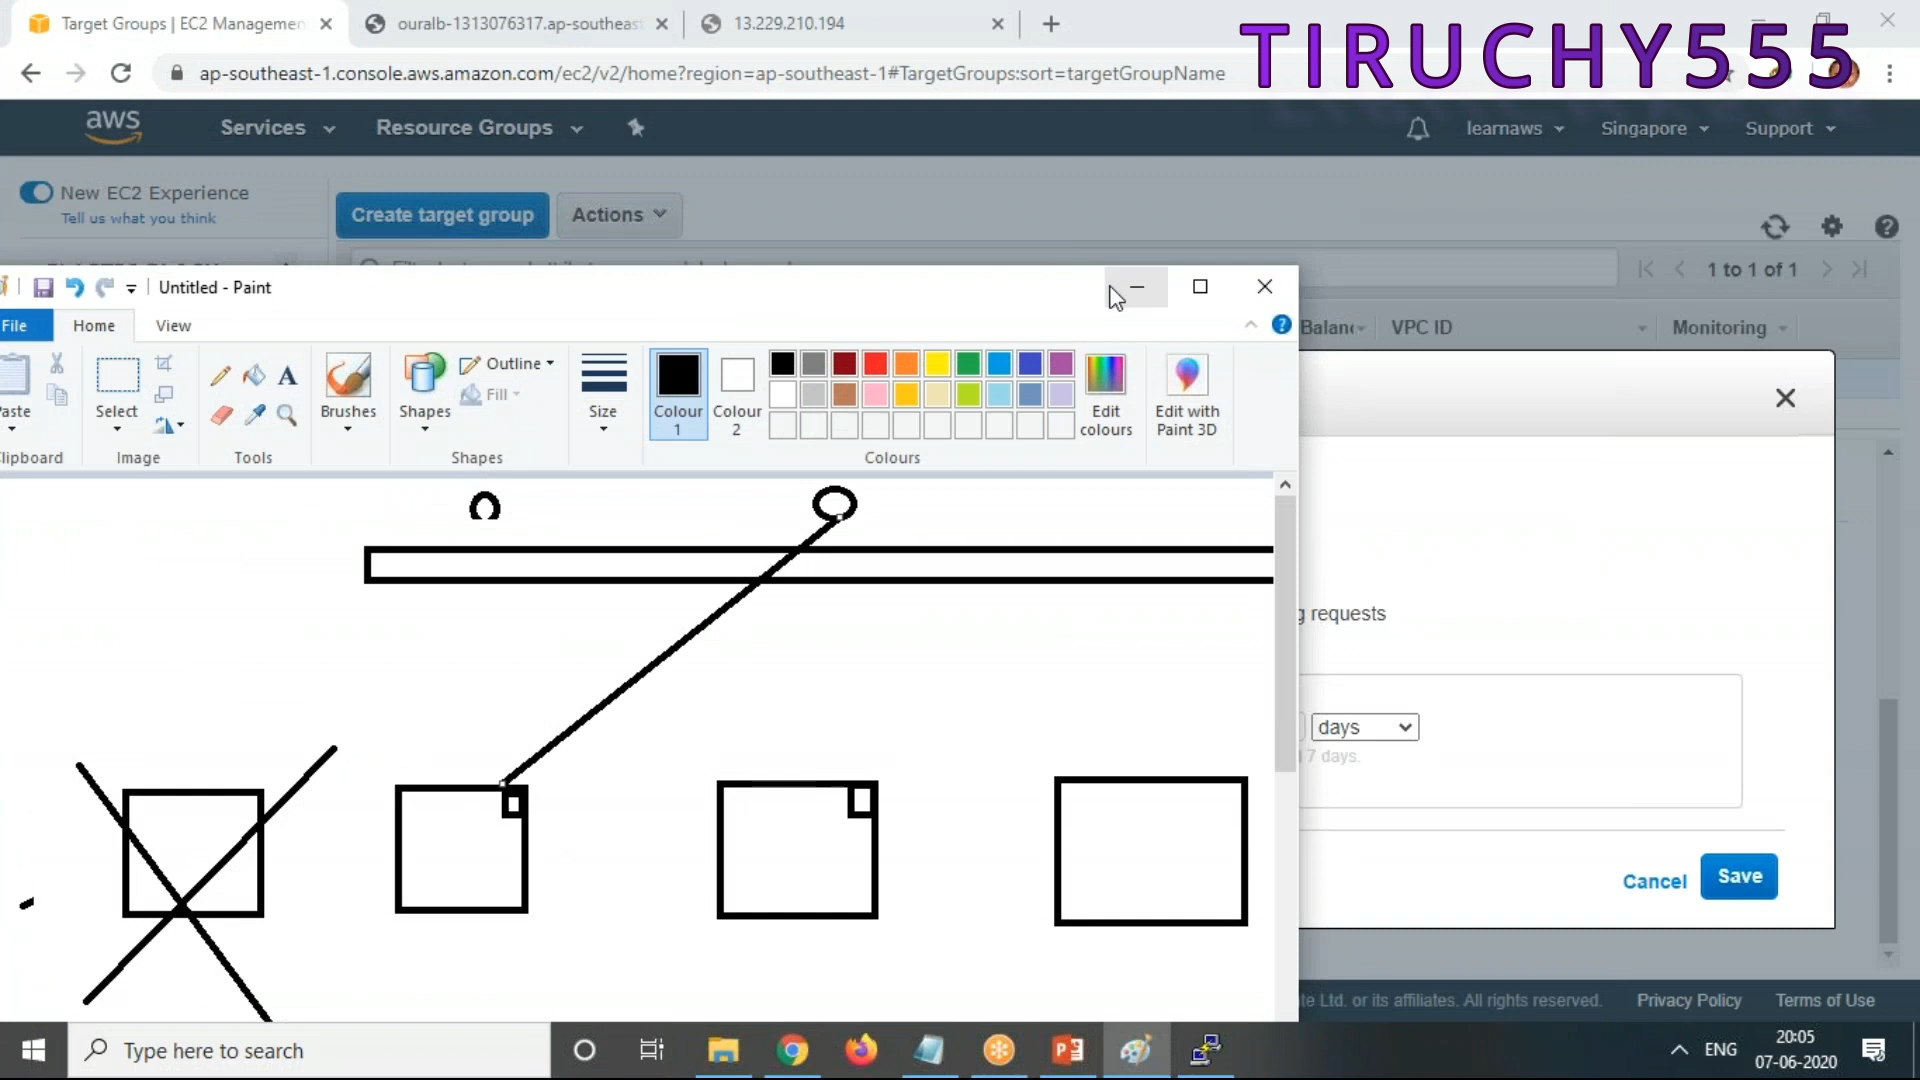 Target Groups | EC2 Managemen
ouralb-1313076317.ap-southeas
13.229.210.194
TIRUCHY555
ap-southeast-1.console.aws.amazon.com/ec2/v2/home?region=ap-southeast-1#TargetGroups:sort=targetGroupName
aws
Services
Resource Groups
learnaws
Singapore
Support
New EC2 Experience
Tell us what you think
Create target group
Actions
1 to 1 of 1
Untitled - Paint
File
Home
View
Balan
VPC ID
Monitoring
Paste
Select
Brushes
Shapes
Outline
Fill
Size
Colour 1
Colour 2
Edit colours
Edit with Paint 3D
lipboard
Image
Tools
Shapes
Colours
g requests
days
7 days.
Cancel
Save
te Ltd. or its affiliates. All rights reserved.
Privacy Policy
Terms of Use
Type here to search
ENG
20:05
07-06-2020